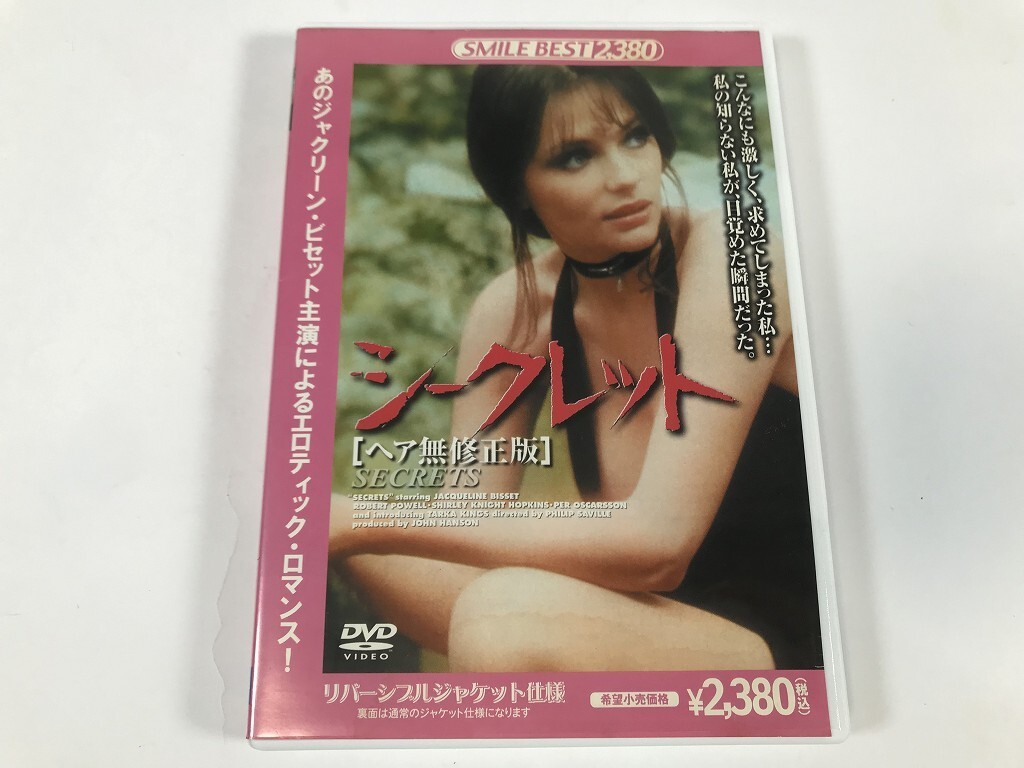 SMILE BEST 2,380
あのジャクリーン・ビセット主演によるエロティック・ロマンス!
こんなにも激しく、求めてしまった私…
私の知らない私が、目覚めた瞬間だった。
シークレット
[ヘア無修正版]
SECRETS
"SECRETS" starring JACQUELINE BISSET
ROBERT POWELL・SHIRLEY KNIGHT HOPKINS・PER OSCARSSON
and introducing TARKA KINGS directed by PHILIP SAVILLE
produced by JOHN HANSON
DVD
VIDEO
リバーシブルジャケット仕様
裏面は通常のジャケット仕様になります
希望小売価格 ¥2,380(税込)